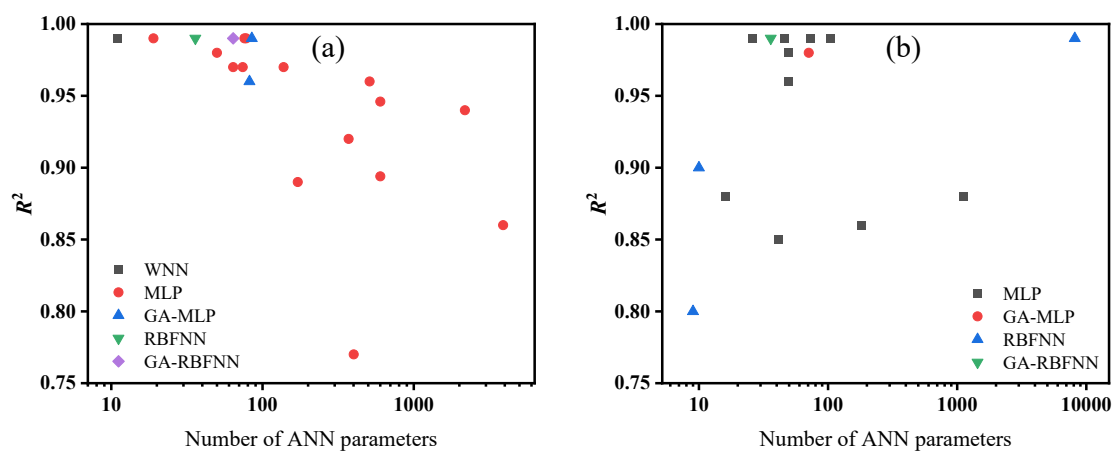 1.00
0.95
0.90
0.85
0.80
0.75
R²
(a)
WNN
MLP
GA-MLP
RBFNN
GA-RBFNN
10 100 1000
Number of ANN parameters
1.00
0.95
0.90
0.85
0.80
0.75
R²
(b)
MLP
GA-MLP
RBFNN
GA-RBFNN
10 100 1000 10000
Number of ANN parameters